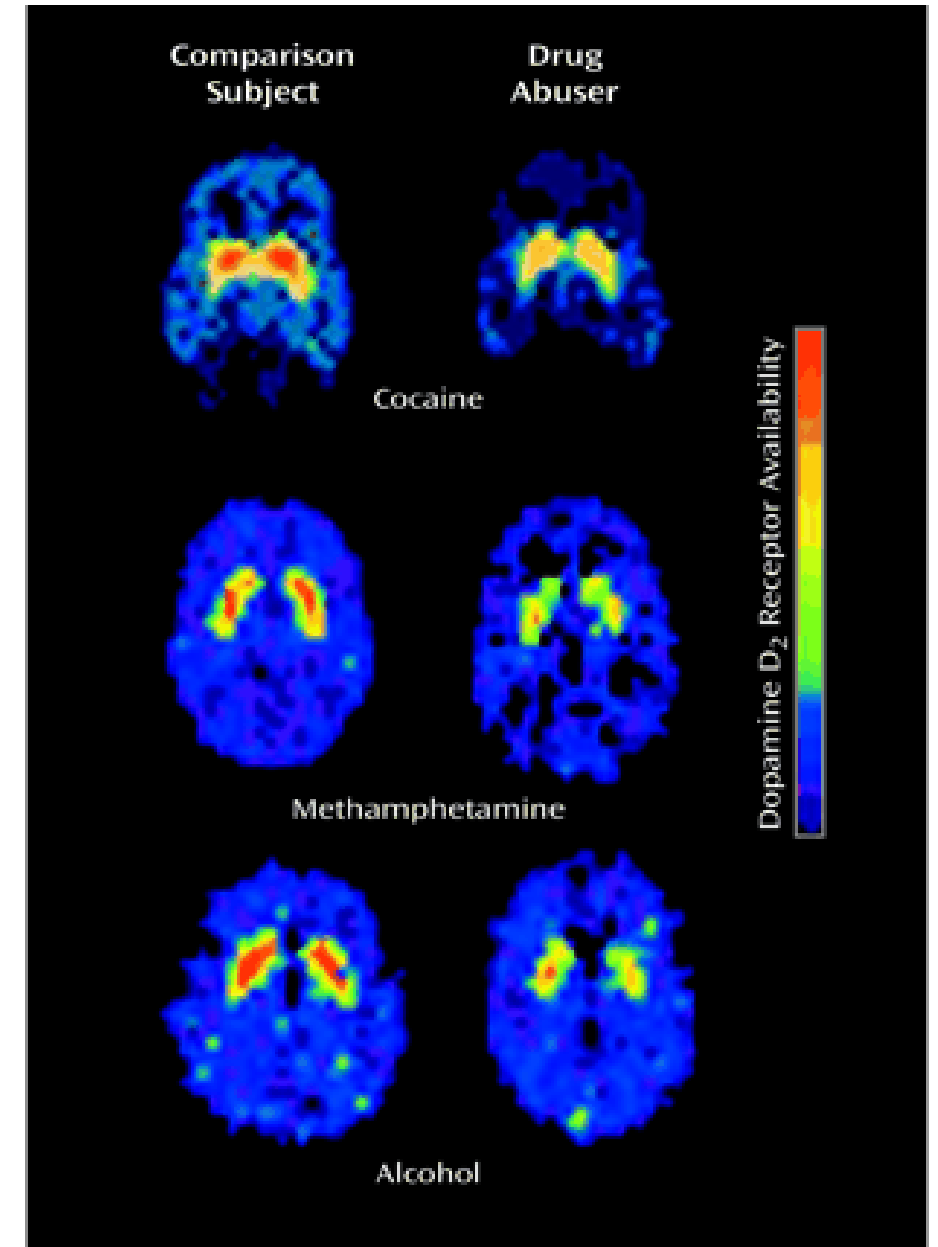 Comparison
Subject
Drug
Abuser
Cocaine
Methamphetamine
Alcohol
Dopamine D₂ Receptor Availability